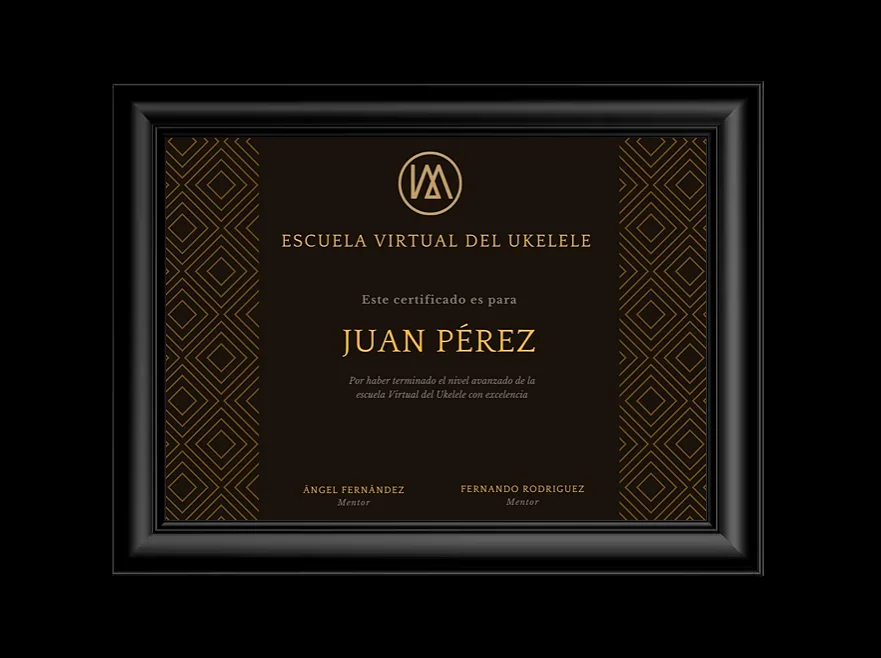 ESCUELA VIRTUAL DEL UKELELE
Este certificado es para
JUAN PÉREZ
Por haber terminado el nivel avanzado de la
escuela Virtual del Ukelele con excelencia
ÁNGEL FERNÁNDEZ
FERNANDO RODRIGUEZ
Mentor
Mentor